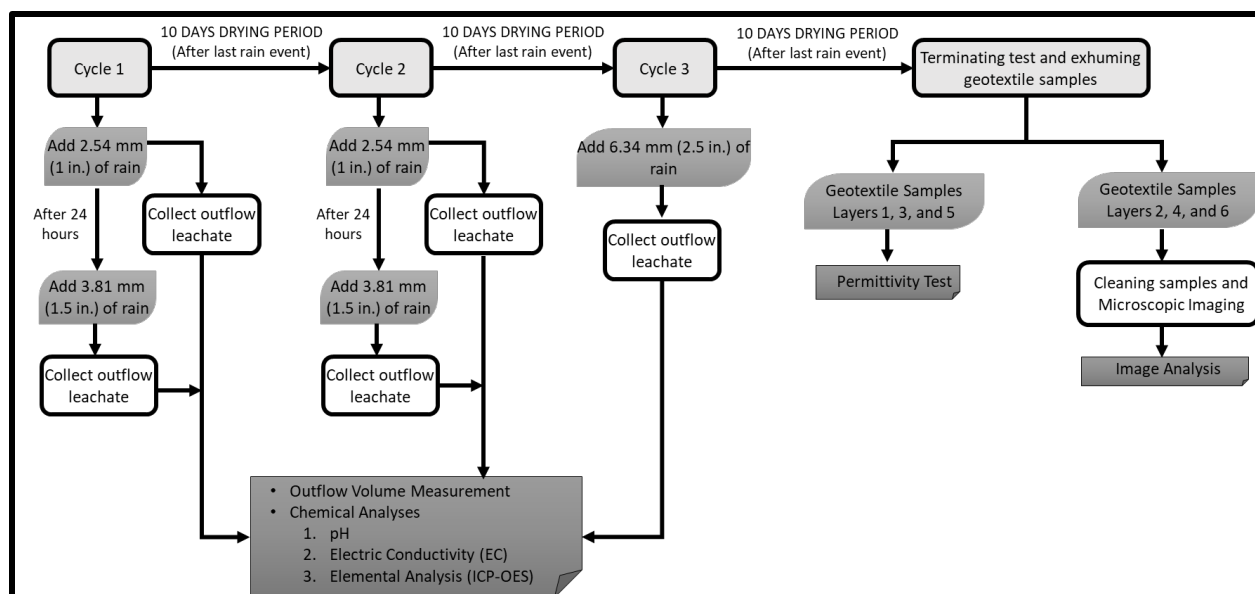 10 DAYS DRYING PERIOD
(After last rain event)
10 DAYS DRYING PERIOD
(After last rain event)
10 DAYS DRYING PERIOD
(After last rain event)
Cycle 1
Cycle 2
Cycle 3
Terminating test and exhuming
geotextile samples
Add 2.54 mm
(1 in.) of rain
After 24
hours
Collect outflow
leachate
Add 3.81 mm
(1.5 in.) of rain
Collect outflow
leachate
Add 2.54 mm
(1 in.) of rain
After 24
hours
Collect outflow
leachate
Add 3.81 mm
(1.5 in.) of rain
Collect outflow
leachate
Add 6.34 mm (2.5 in.) of
rain
Collect outflow
leachate
Geotextile Samples
Layers 1, 3, and 5
Permittivity Test
Geotextile Samples
Layers 2, 4, and 6
Cleaning samples and
Microscopic Imaging
Image Analysis
• Outflow Volume Measurement
• Chemical Analyses
1. pH
2. Electric Conductivity (EC)
3. Elemental Analysis (ICP-OES)